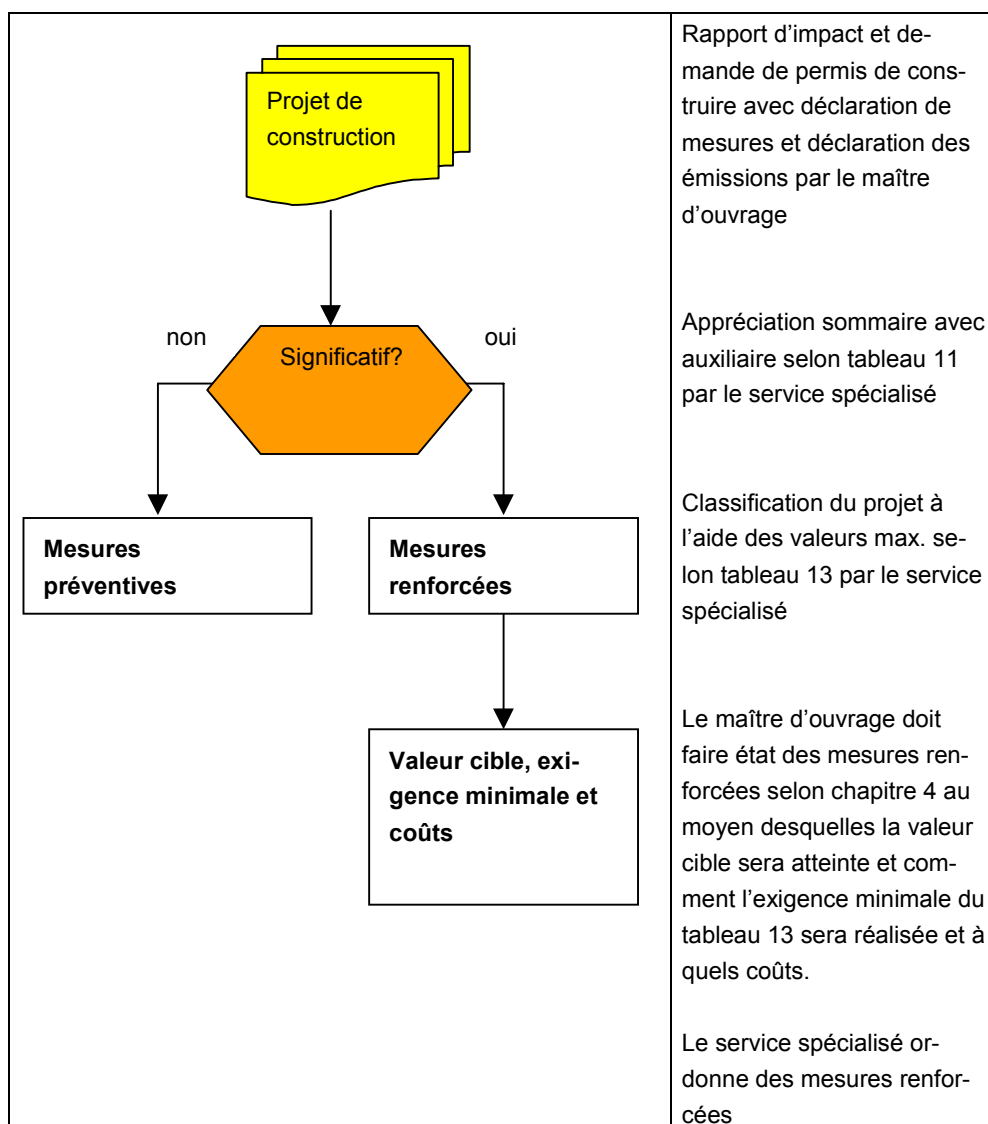 Projet de
construction
Rapport d’impact et de-
mande de permis de cons-
truire avec déclaration de
mesures et déclaration des
émissions par le maître
d’ouvrage
non
Significatif?
oui
Appréciation sommaire avec
auxiliaire selon tableau 11
par le service spécialisé
Mesures
préventives
Mesures
renforcées
Classification du projet à
l’aide des valeurs max. se-
lon tableau 13 par le service
spécialisé
Valeur cible, exi-
gence minimale et
coûts
Le maître d’ouvrage doit
faire état des mesures ren-
forcées selon chapitre 4 au
moyen desquelles la valeur
cible sera atteinte et com-
ment l’exigence minimale du
tableau 13 sera réalisée et à
quels coûts.
Le service spécialisé or-
donne des mesures renfor-
cées